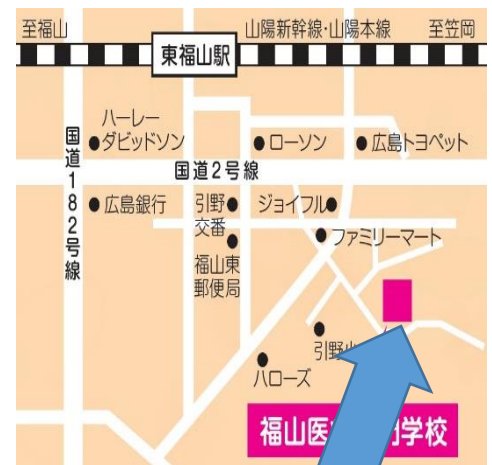 至福山
山陽新幹線・山陽本線
至笠岡
東福山駅
ハーレー
ダビッドソン
ローソン
広島トヨペット
国道182号線
国道2号線
広島銀行
引野
交番
ジョイフル
ファミリーマート
福山東
郵便局
引野
ハローズ
福山医
学校